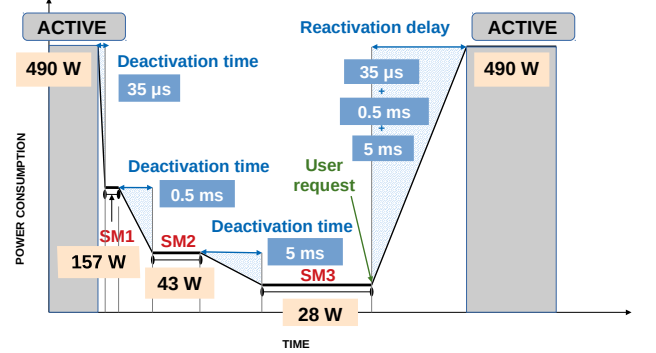 ACTIVE
Reactivation delay
ACTIVE
490 W
Deactivation time
35 µs
35 µs
+
0.5 ms
+
5 ms
490 W
Deactivation time
0.5 ms
User
request
POWER CONSUMPTION
SM1
157 W
SM2
43 W
Deactivation time
5 ms
SM3
28 W
TIME